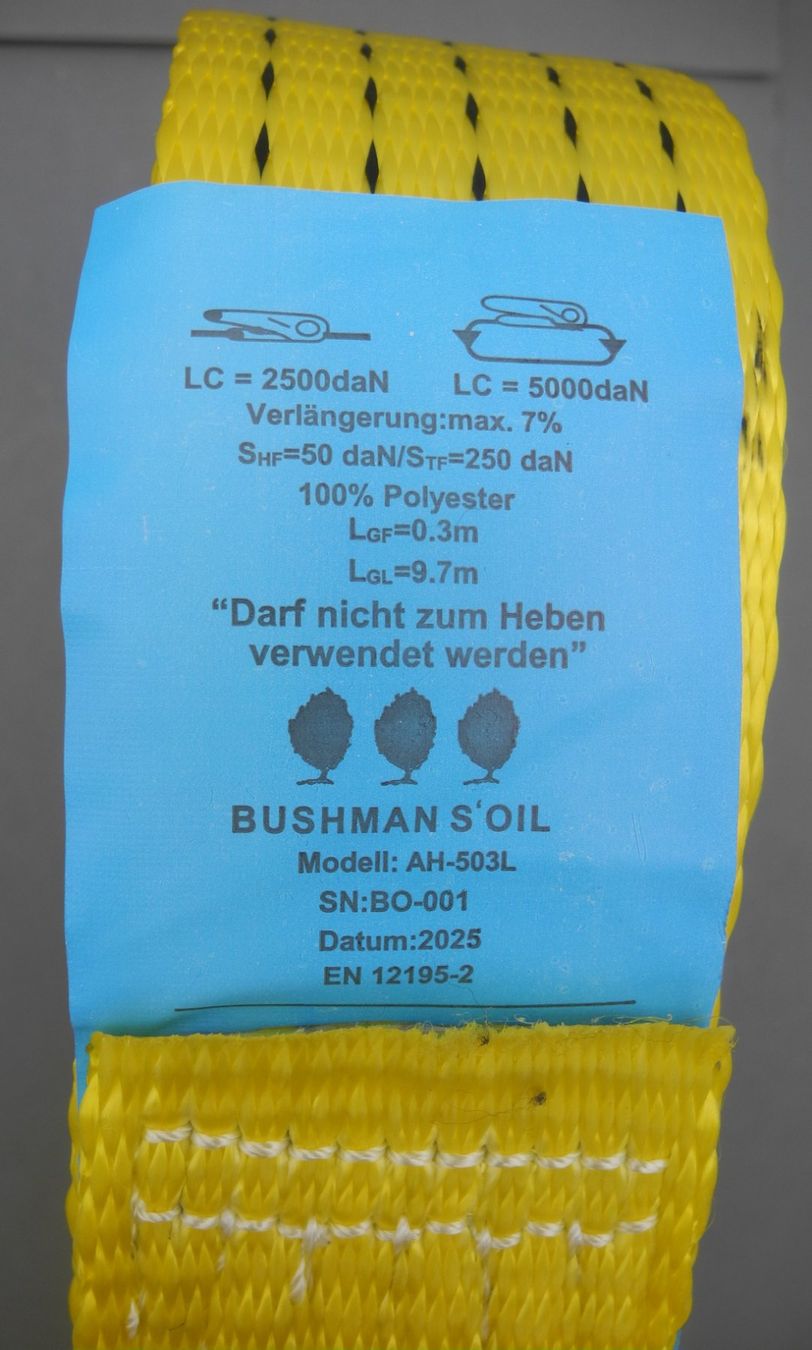 LC = 2500daN LC = 5000daN
Verlängerung:max. 7%
SHF=50 daN/STF=250 daN
100% Polyester
LGF=0.3m
LGL=9.7m
“Darf nicht zum Heben
verwendet werden”
BUSHMAN S‘OIL
Modell: AH-503L
SN:BO-001
Datum:2025
EN 12195-2